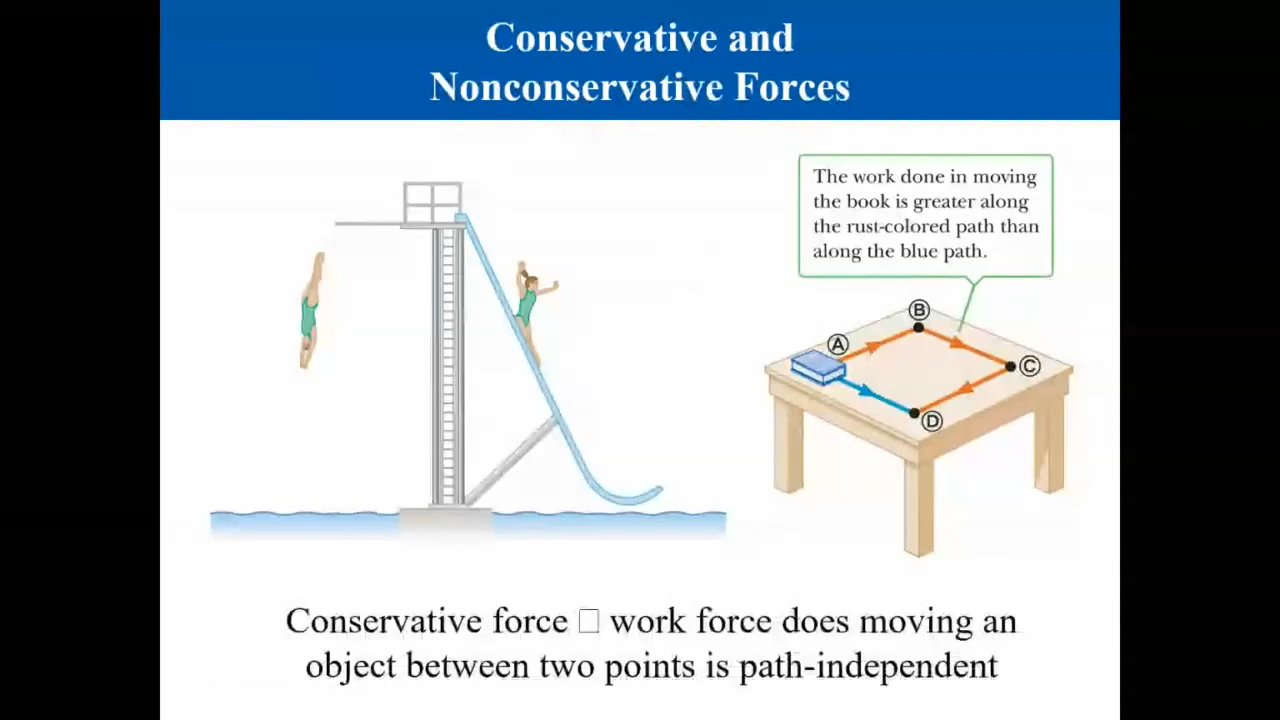 Conservative and
Nonconservative Forces
The work done in moving
the book is greater along
the rust-colored path than
along the blue path.
Ⓑ
Ⓐ
Ⓒ
Ⓓ
Conservative force □ work force does moving an
object between two points is path-independent